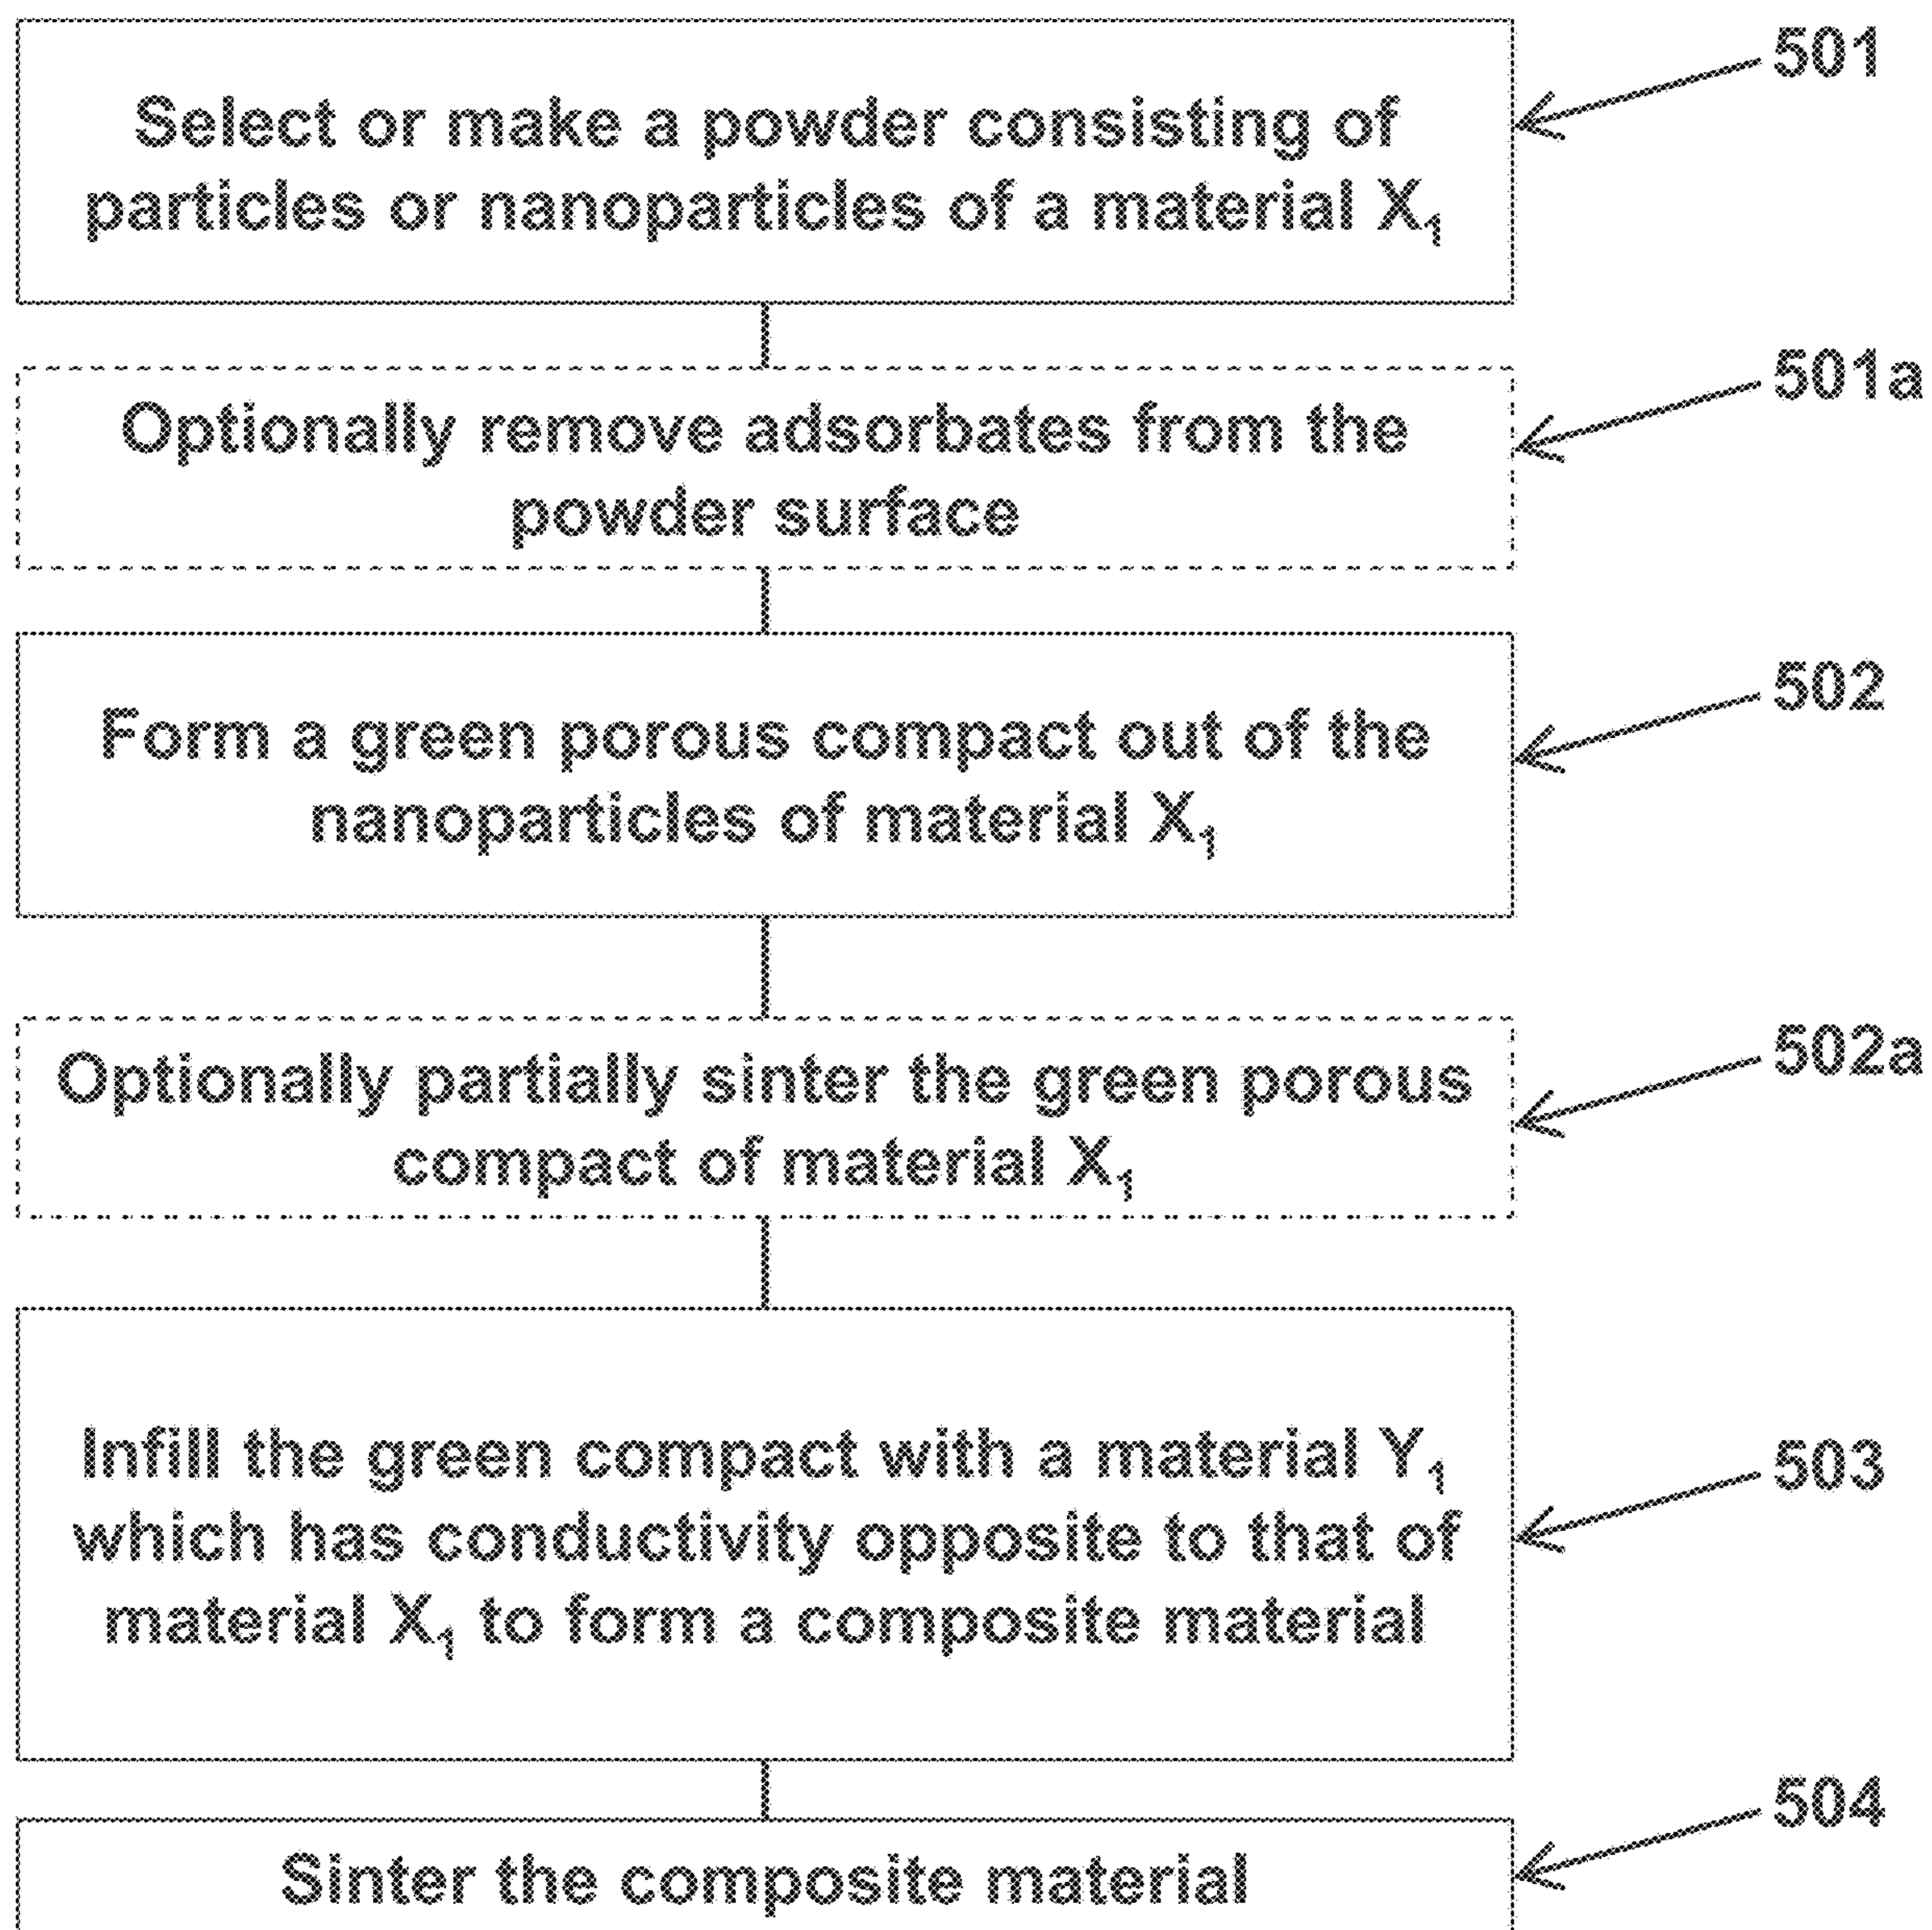 501
Select or make a powder consisting of
particles or nanoparticles of a material X₁
501a
Optionally remove adsorbates from the
powder surface
502
Form a green porous compact out of the
nanoparticles of material X₁
502a
Optionally partially sinter the green porous
compact of material X₁
503
Infill the green compact with a material Y₁
which has conductivity opposite to that of
material X₁ to form a composite material
504
Sinter the composite material